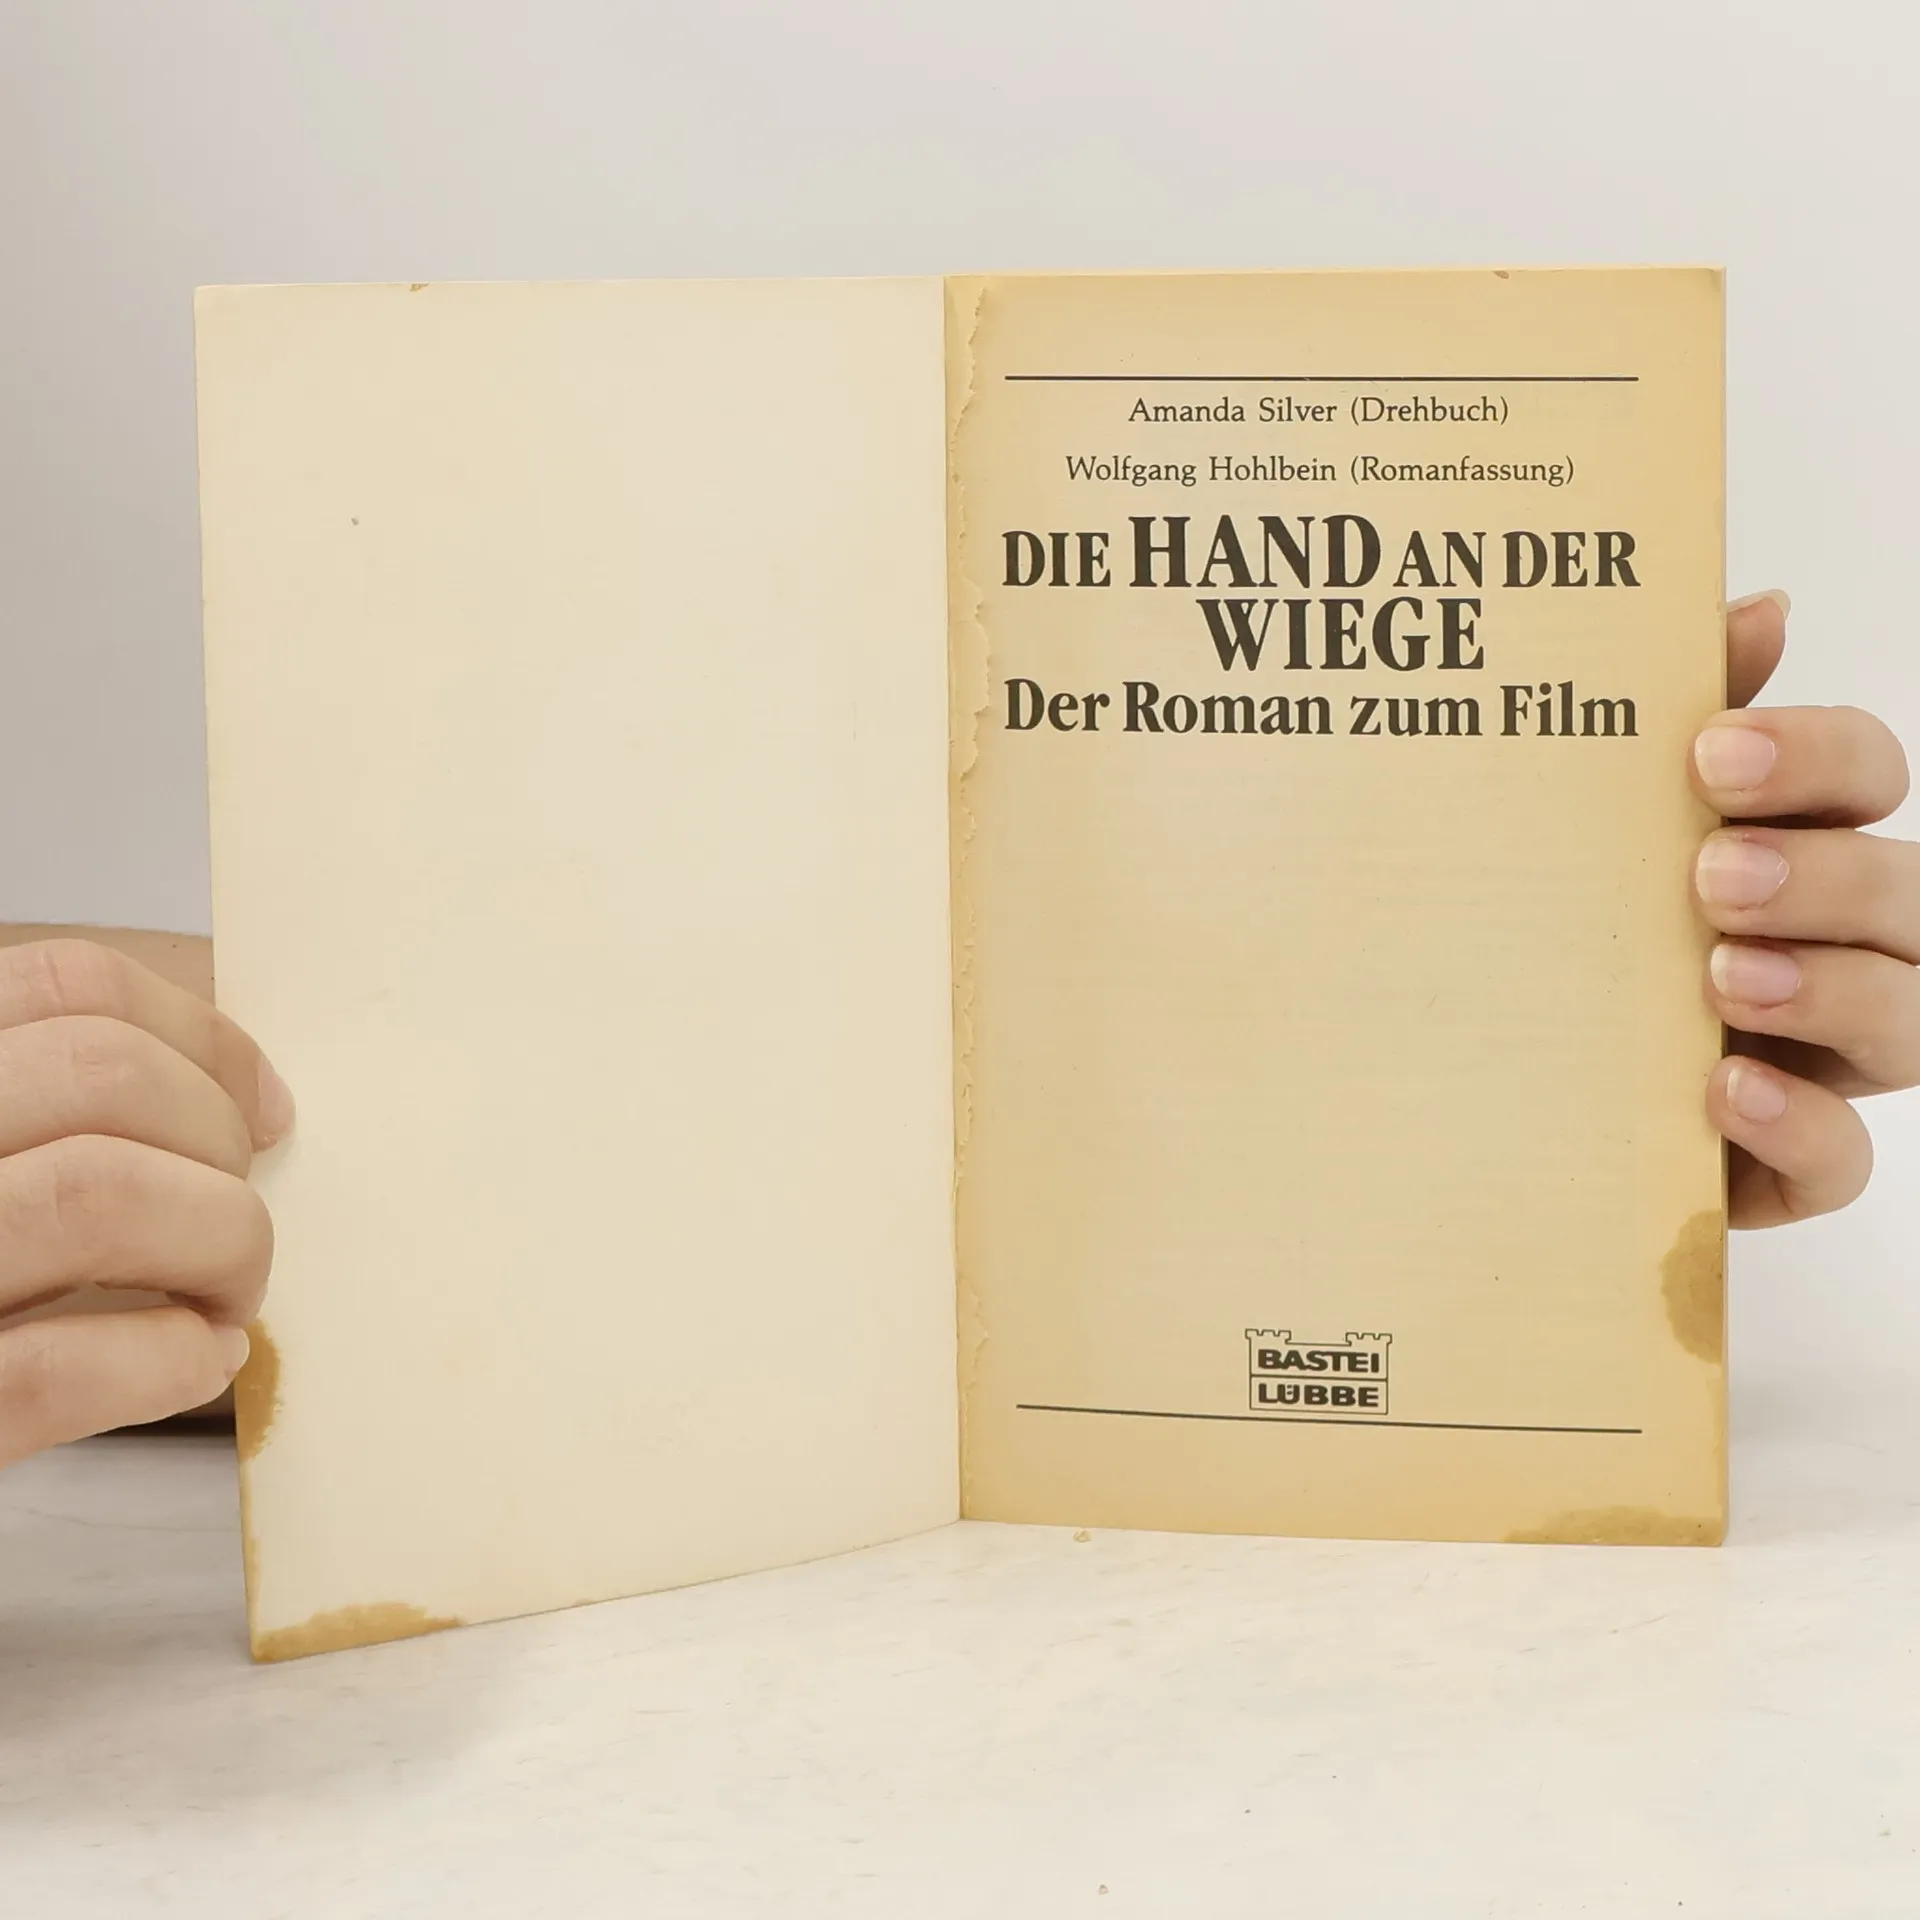 Amanda Silver (Drehbuch)
Wolfgang Hohlbein (Romanfassung)
DIE HAND AN DER
WIEGE
Der Roman zum Film
BASTEI
LÜBBE